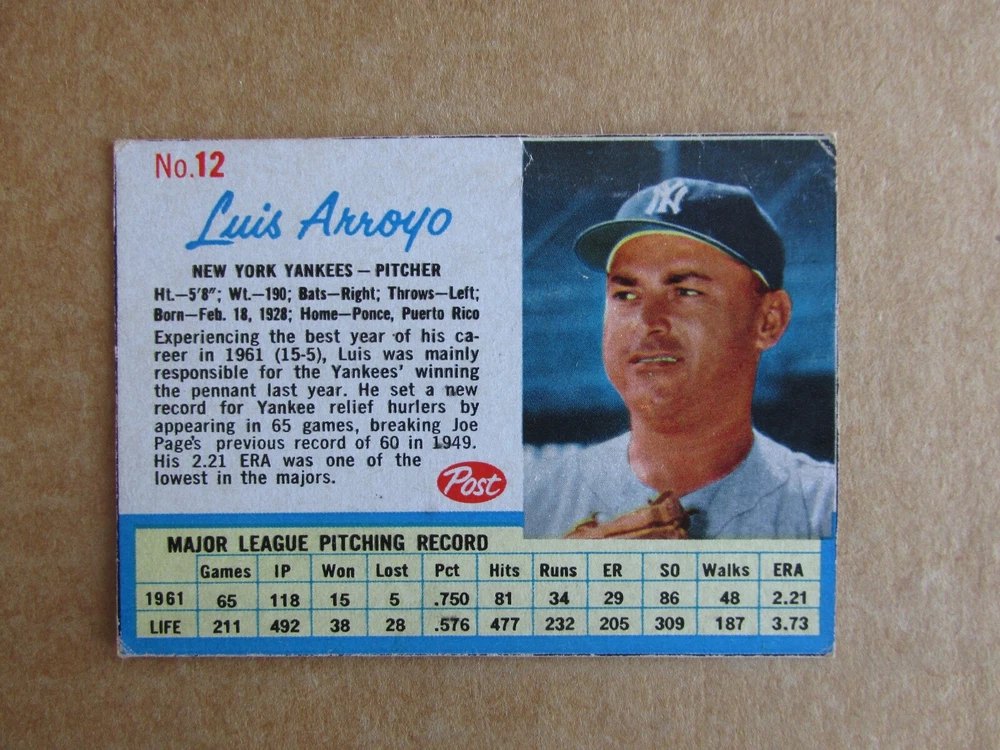 No.12
Luis Arroyo
NEW YORK YANKEES — PITCHER
Ht.—5'8"; Wt.—190; Bats—Right; Throws—Left;
Born—Feb. 18, 1928; Home—Ponce, Puerto Rico
Experiencing the best year of his ca-
reer in 1961 (15-5), Luis was mainly
responsible for the Yankees' winning
the pennant last year. He set a new
record for Yankee relief hurlers by
appearing in 65 games, breaking Joe
Page's previous record of 60 in 1949.
His 2.21 ERA was one of the
lowest in the majors.
Post
NY
MAJOR LEAGUE PITCHING RECORD
Games IP Won Lost Pct Hits Runs ER SO Walks ERA
1961 65 118 15 5 .750 81 34 29 86 48 2.21
LIFE 211 492 38 28 .576 477 232 205 309 187 3.73